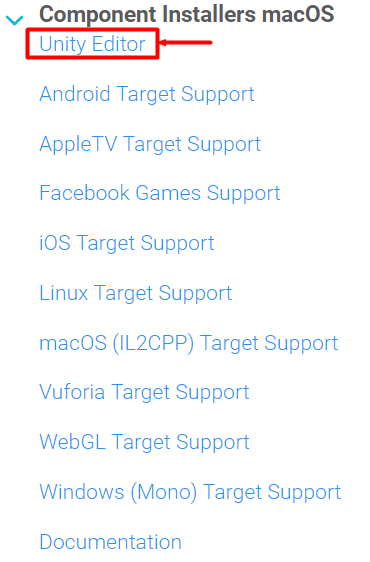 Component Installers macOS
Unity Editor
Android Target Support
AppleTV Target Support
Facebook Games Support
iOS Target Support
Linux Target Support
macOS (IL2CPP) Target Support
Vuforia Target Support
WebGL Target Support
Windows (Mono) Target Support
Documentation